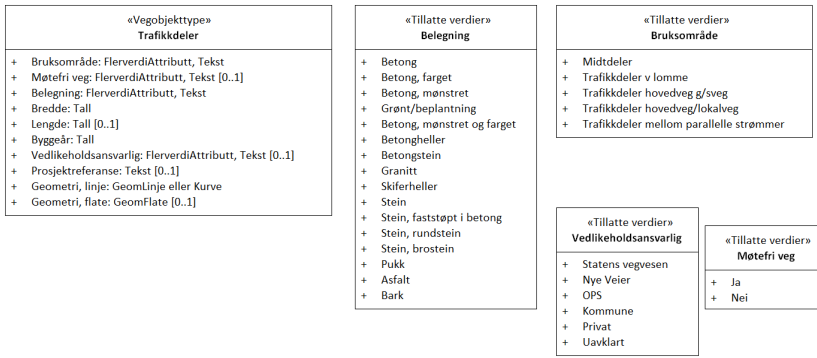 «Vegobjekttype»
Trafikkdeler
+ Bruksområde: FlerverdiAttributt, Tekst
+ Møtefri veg: FlerverdiAttributt, Tekst [0..1]
+ Belegning: FlerverdiAttributt, Tekst
+ Bredde: Tall
+ Lengde: Tall [0..1]
+ Byggeår: Tall
+ Vedlikeholdsansvarlig: FlerverdiAttributt, Tekst [0..1]
+ Prosjektreferanse: Tekst [0..1]
+ Geometri, linje: GeomLinje eller Kurve
+ Geometri, flate: GeomFlate [0..1]
«Tillatte verdier»
Belegning
+ Betong
+ Betong, farget
+ Betong, mønstret
+ Grønt/beplantning
+ Betong, mønstret og farget
+ Betongheller
+ Betongstein
+ Granitt
+ Skiferheller
+ Stein
+ Stein, faststøpt i betong
+ Stein, rundstein
+ Stein, brostein
+ Pukk
+ Asfalt
+ Bark
«Tillatte verdier»
Bruksområde
+ Midtdeler
+ Trafikkdeler v lomme
+ Trafikkdeler hovedveg g/sveg
+ Trafikkdeler hovedveg/lokalveg
+ Trafikkdeler mellom parallelle strømmer
«Tillatte verdier»
Vedlikeholdsansvarlig
+ Statens vegvesen
+ Nye Veier
+ OPS
+ Kommune
+ Privat
+ Uavklart
«Tillatte verdier»
Møtefri veg
+ Ja
+ Nei